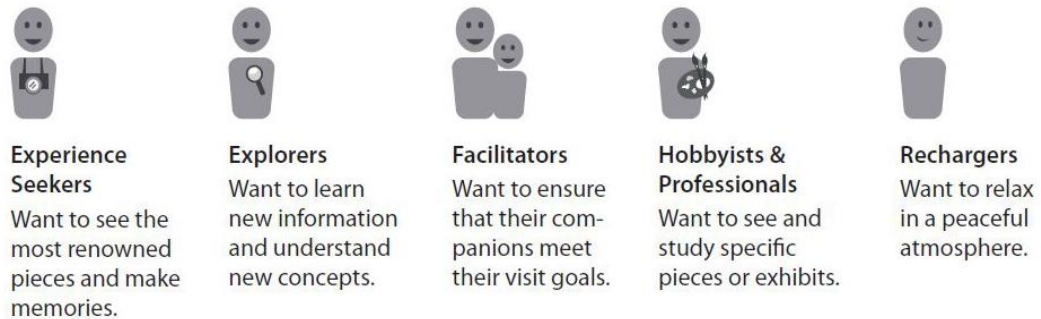 Experience
Seekers
Want to see the
most renowned
pieces and make
memories.
Explorers
Want to learn
new information
and understand
new concepts.
Facilitators
Want to ensure
that their com-
panions meet
their visit goals.
Hobbyists &
Professionals
Want to see and
study specific
pieces or exhibits.
Rechargers
Want to relax
in a peaceful
atmosphere.